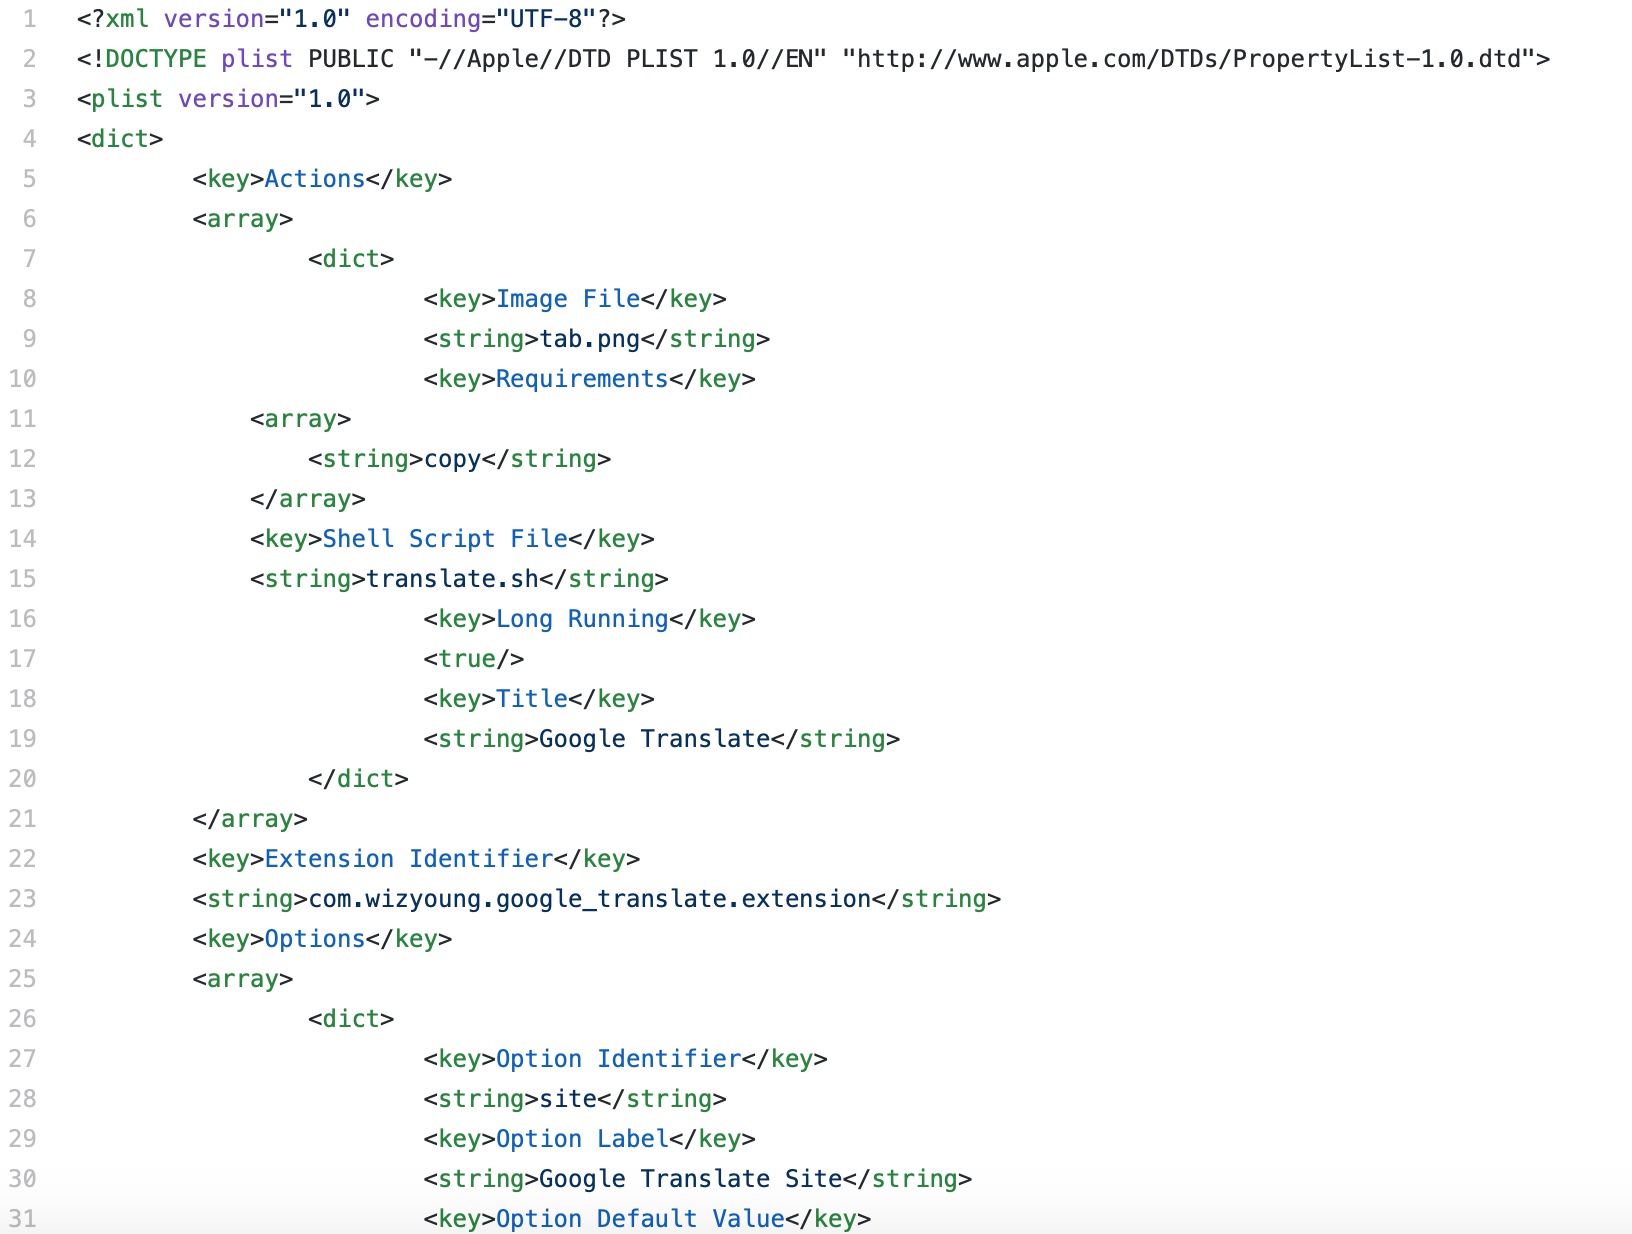 1 <?xml version="1.0" encoding="UTF-8"?>
2 <!DOCTYPE plist PUBLIC "-//Apple//DTD PLIST 1.0//EN" "http://www.apple.com/DTDs/PropertyList-1.0.dtd">
3 <plist version="1.0">
4 <dict>
5         <key>Actions</key>
6         <array>
7                 <dict>
8                         <key>Image File</key>
9                         <string>tab.png</string>
10                         <key>Requirements</key>
11             <array>
12                 <string>copy</string>
13             </array>
14             <key>Shell Script File</key>
15             <string>translate.sh</string>
16                         <key>Long Running</key>
17                         <true/>
18                         <key>Title</key>
19                         <string>Google Translate</string>
20                 </dict>
21         </array>
22         <key>Extension Identifier</key>
23         <string>com.wizyoung.google_translate.extension</string>
24         <key>Options</key>
25         <array>
26                 <dict>
27                         <key>Option Identifier</key>
28                         <string>site</string>
29                         <key>Option Label</key>
30                         <string>Google Translate Site</string>
31                         <key>Option Default Value</key>